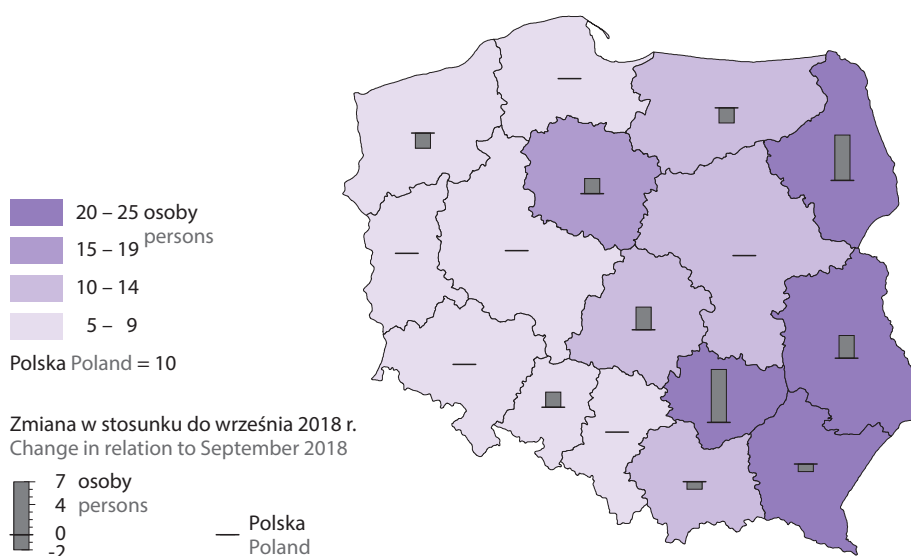 20 – 25 osoby
persons
15 – 19
10 – 14
5 – 9
Polska Poland = 10
Zmiana w stosunku do września 2018 r.
Change in relation to September 2018
7 osoby
4 persons
0
-2
Polska
Poland